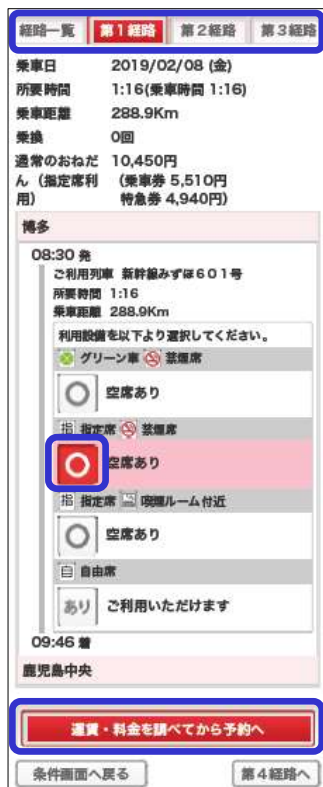 経路一覧 第1経路 第2経路 第3経路
乗車日 2019/02/08 (金)
所要時間 1:16(乗車時間 1:16)
乗車距離 288.9Km
乗換 0回
通常のおねだ 10,450円
ん（指定席利 （乗車券 5,510円
用） 特急券 4,940円）
博多
08:30 発
ご利用列車 新幹線みずほ６０１号
所要時間 1:16
乗車距離 288.9Km
利用設備を以下より選択してください。
グリーン車 禁煙席
空席あり
指 指定席 禁煙席
空席あり
指 指定席 喫煙ルーム付近
空席あり
自 自由席
あり ご利用いただけます
09:46 着
鹿児島中央
運賃・料金を調べてから予約へ
条件画面へ戻る 第４経路へ